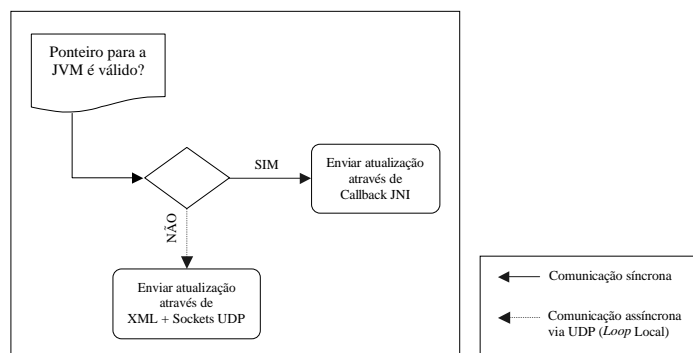 Ponteiro para a
JVM é válido?
SIM
Enviar atualização
através de
Callback JNI
NÃO
Enviar atualização
através de
XML + Sockets UDP
Comunicação síncrona
Comunicação assíncrona
via UDP (Loop Local)